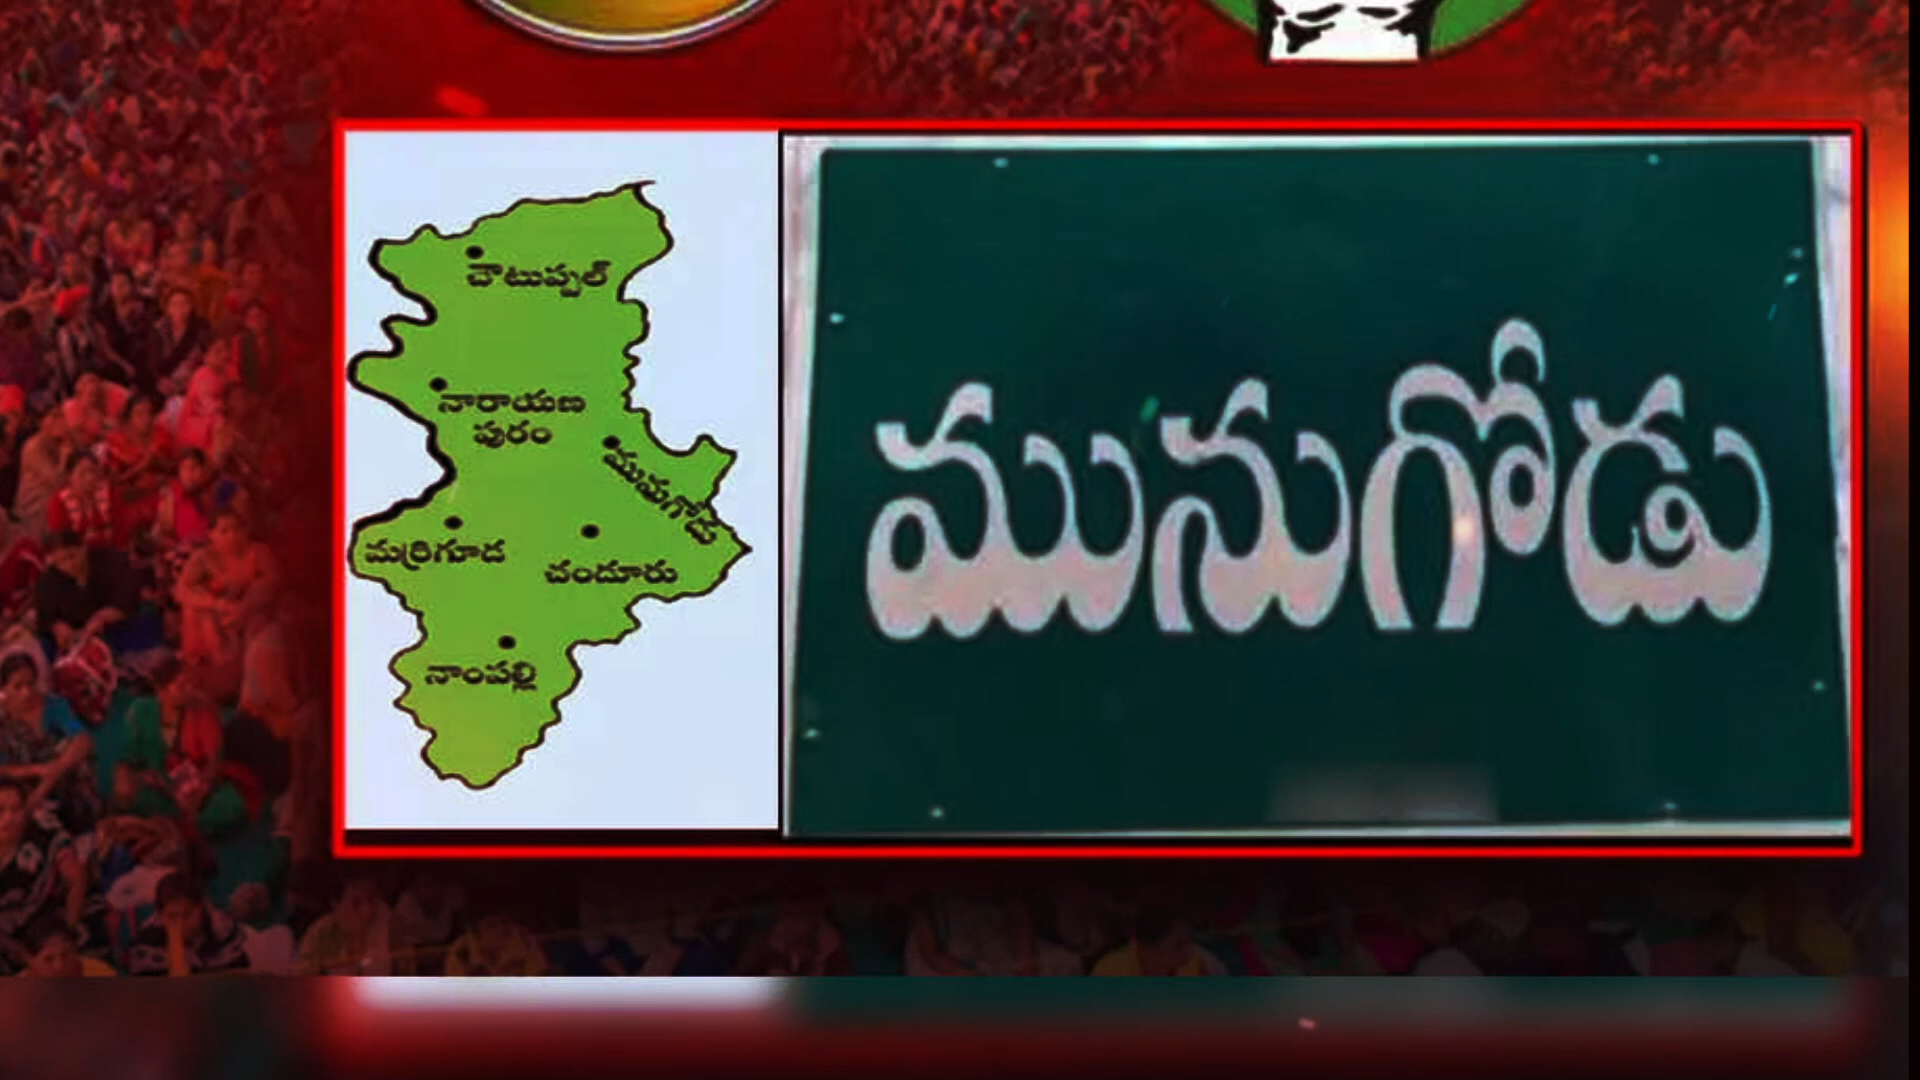 చౌటుప్పల్
నారాయణ
పురం
మునుగోడు
మర్రిగూడ
చందూరు
నాంపల్లి
మునుగోడు